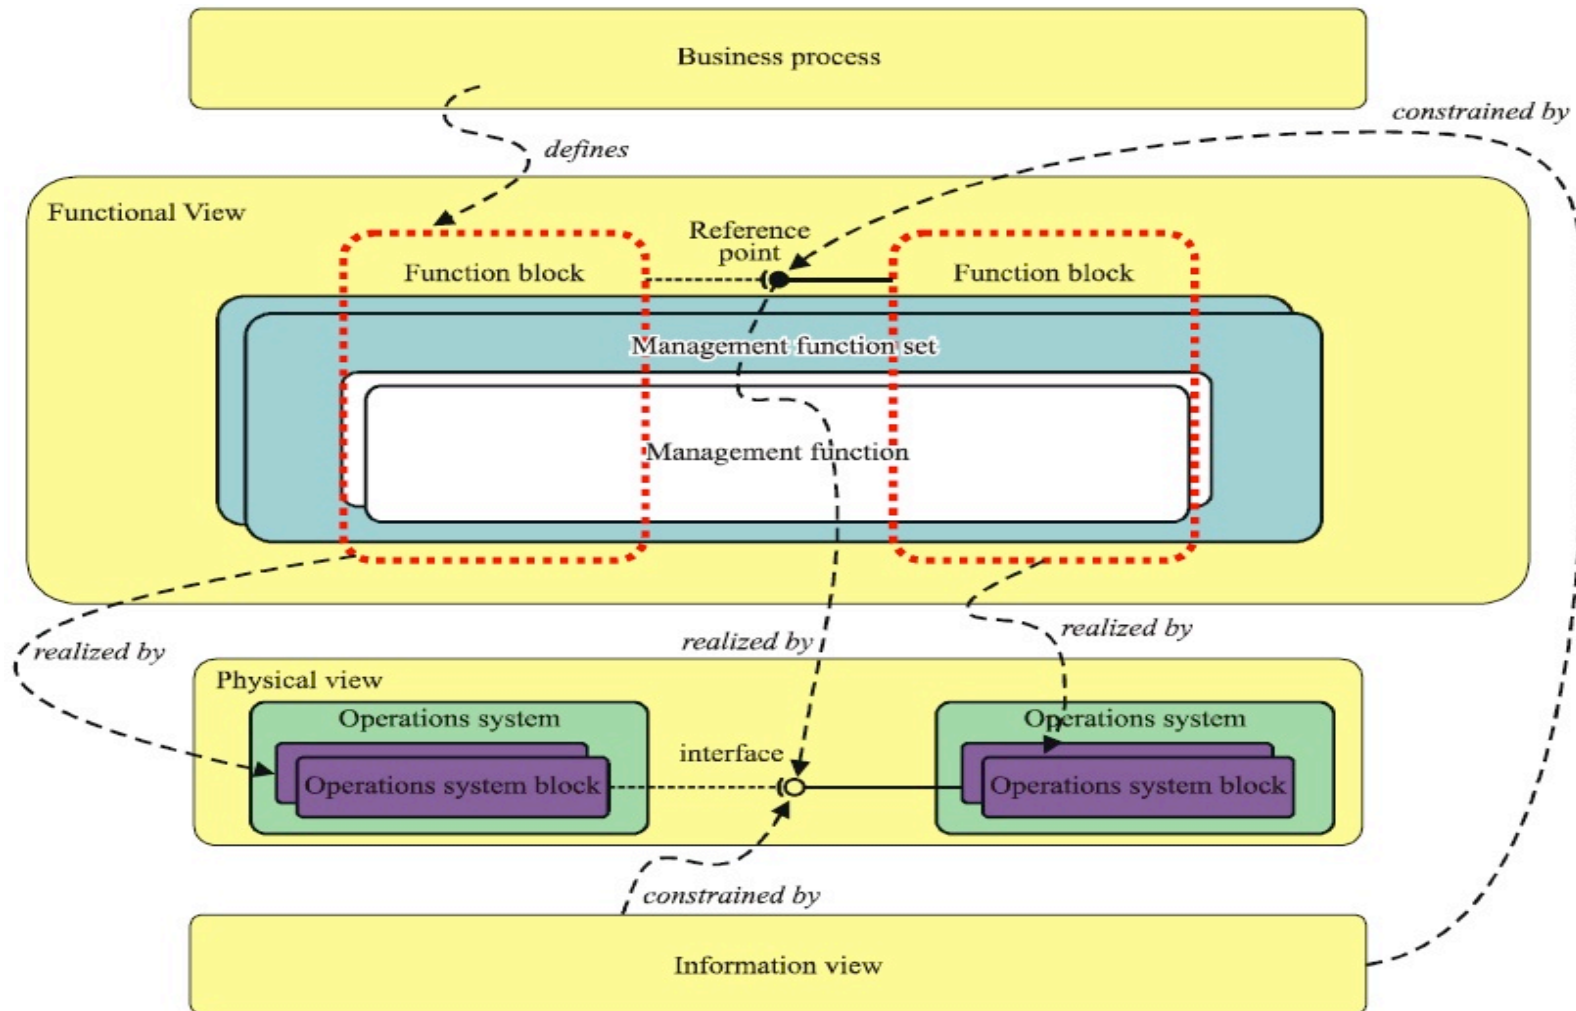 Business process
constrained by
defines
Functional View
Reference
point
Function block
Function block
Management function set
Management function
realized by
realized by
realized by
Physical view
Operations system
Operations system
interface
Operations system block
Operations system block
constrained by
Information view